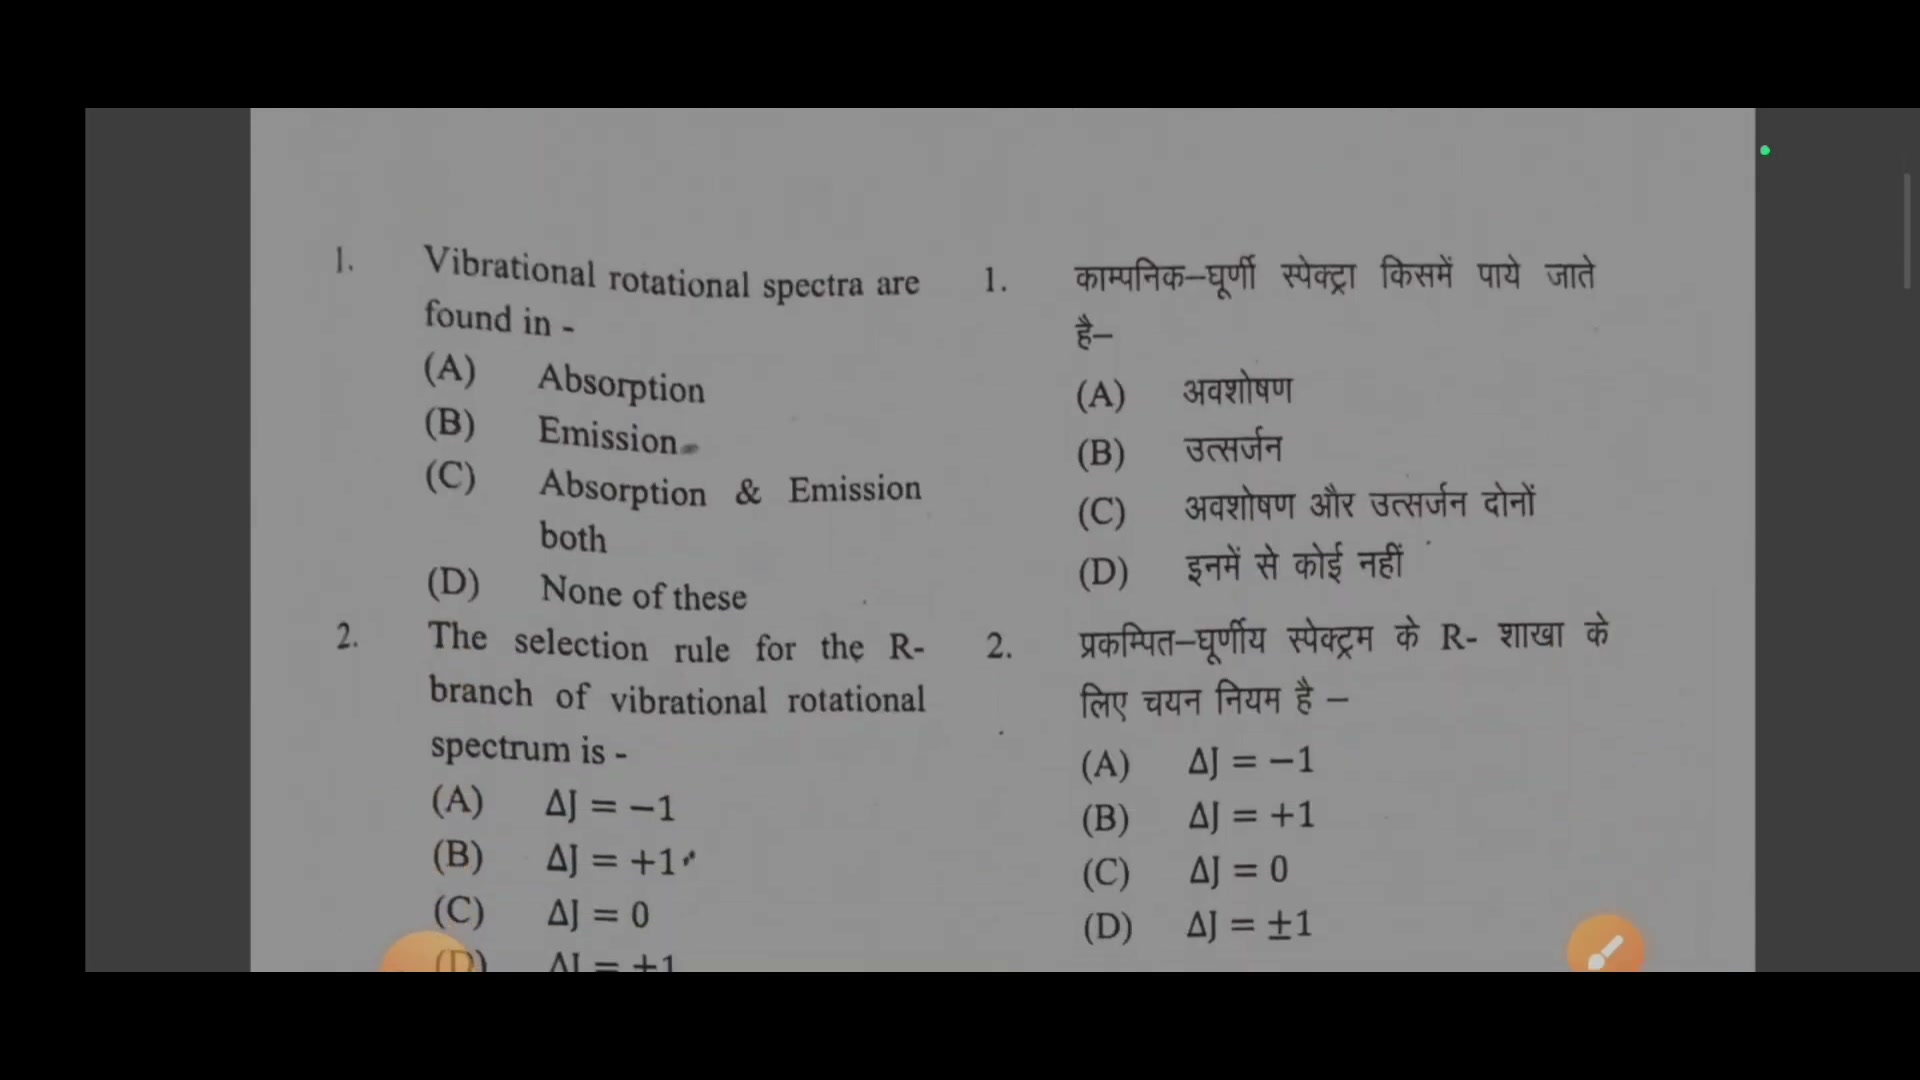 1. Vibrational rotational spectra are
found in -
(A) Absorption
(B) Emission
(C) Absorption & Emission
both
(D) None of these
2. The selection rule for the R-
branch of vibrational rotational
spectrum is -
(A) ΔJ = −1
(B) ΔJ = +1
(C) ΔJ = 0
(D)
1. काम्पनिक–घूर्णी स्पेक्ट्रा किसमें पाये जाते
है–
(A) अवशोषण
(B) उत्सर्जन
(C) अवशोषण और उत्सर्जन दोनों
(D) इनमें से कोई नहीं
2. प्रकम्पित–घूर्णीय स्पेक्ट्रम के R- शाखा के
लिए चयन नियम है –
(A) ΔJ = −1
(B) ΔJ = +1
(C) ΔJ = 0
(D) ΔJ = ±1